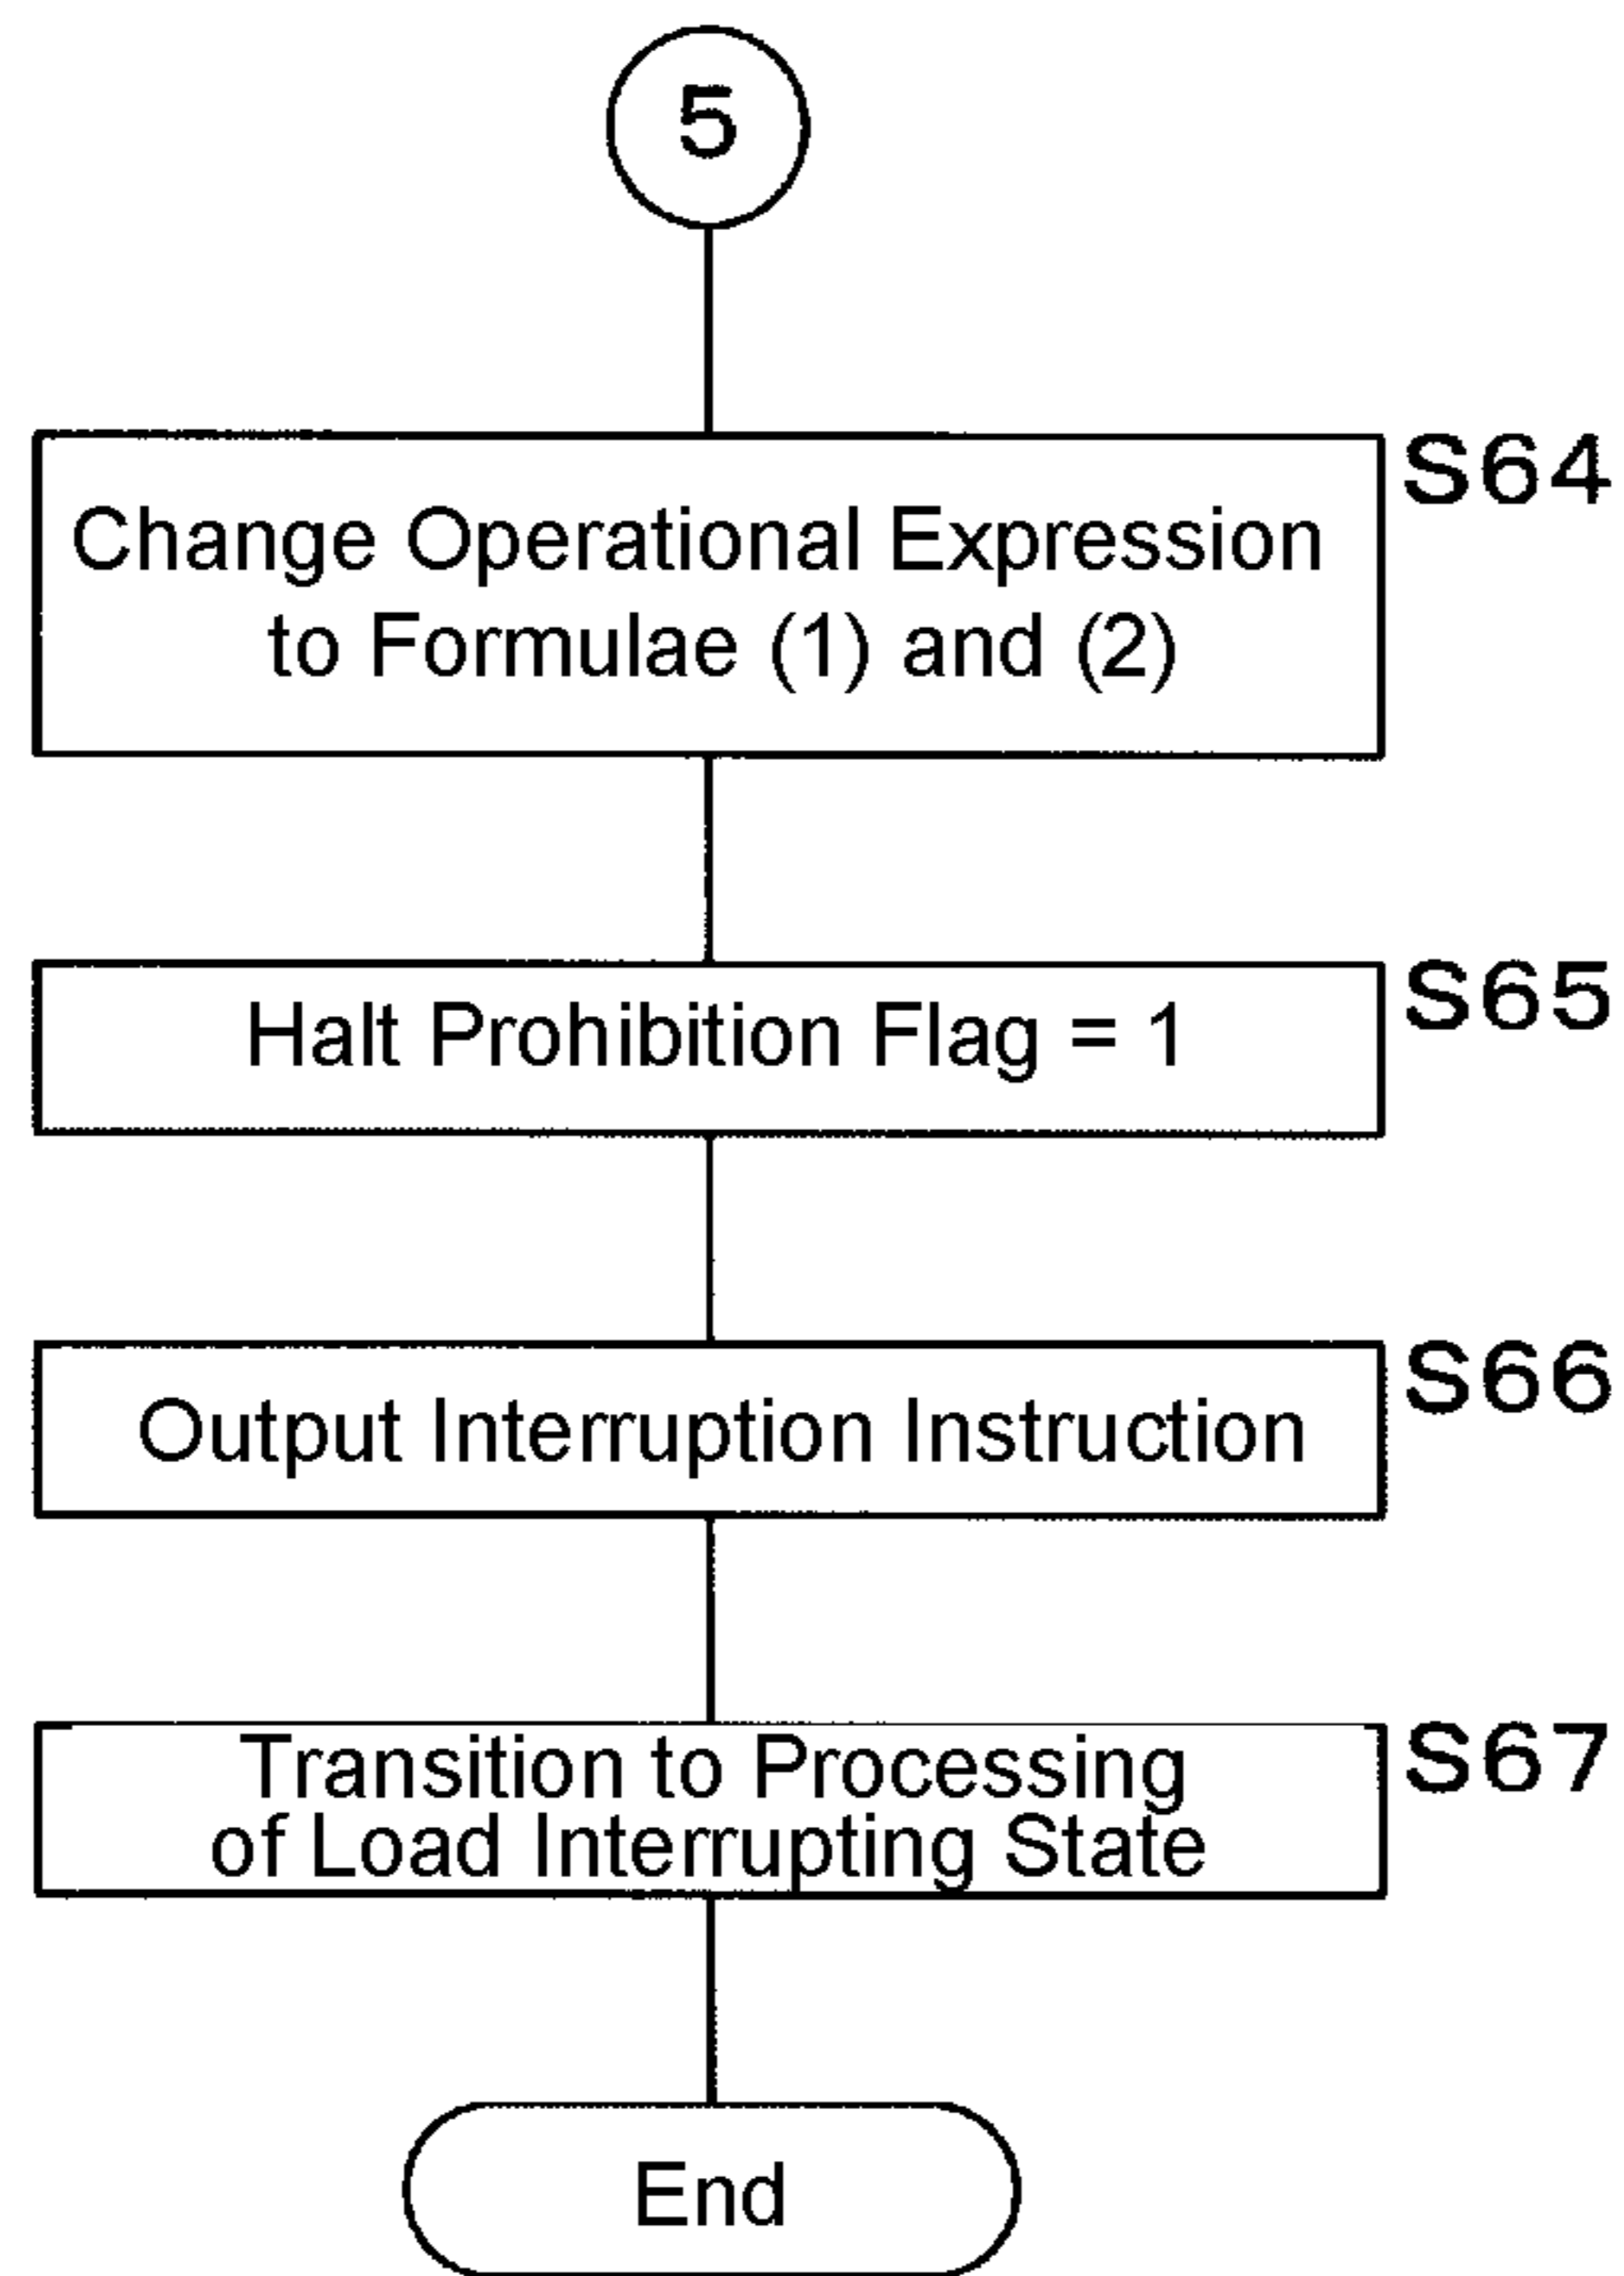 5
S64
Change Operational Expression
to Formulae (1) and (2)
S65
Halt Prohibition Flag = 1
S66
Output Interruption Instruction
S67
Transition to Processing
of Load Interrupting State
End